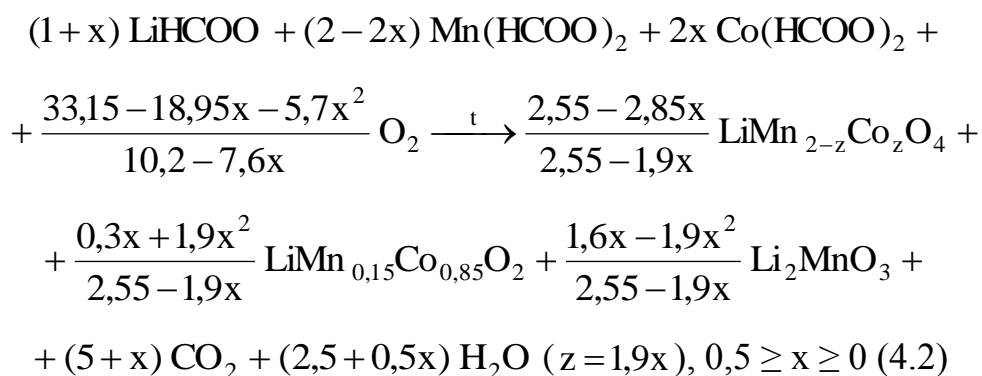 (1+x) LiHCOO + (2−2x) Mn(HCOO)₂ + 2x Co(HCOO)₂ +
+ (33,15−18,95x−5,7x²)/(10,2−7,6x) O₂ —t→ (2,55−2,85x)/(2,55−1,9x) LiMn₂₋zCozO₄ +
+ (0,3x+1,9x²)/(2,55−1,9x) LiMn₀,₁₅Co₀,₈₅O₂ + (1,6x−1,9x²)/(2,55−1,9x) Li₂MnO₃ +
+ (5+x) CO₂ + (2,5+0,5x) H₂O (z=1,9x), 0,5 ≥ x ≥ 0 (4.2)